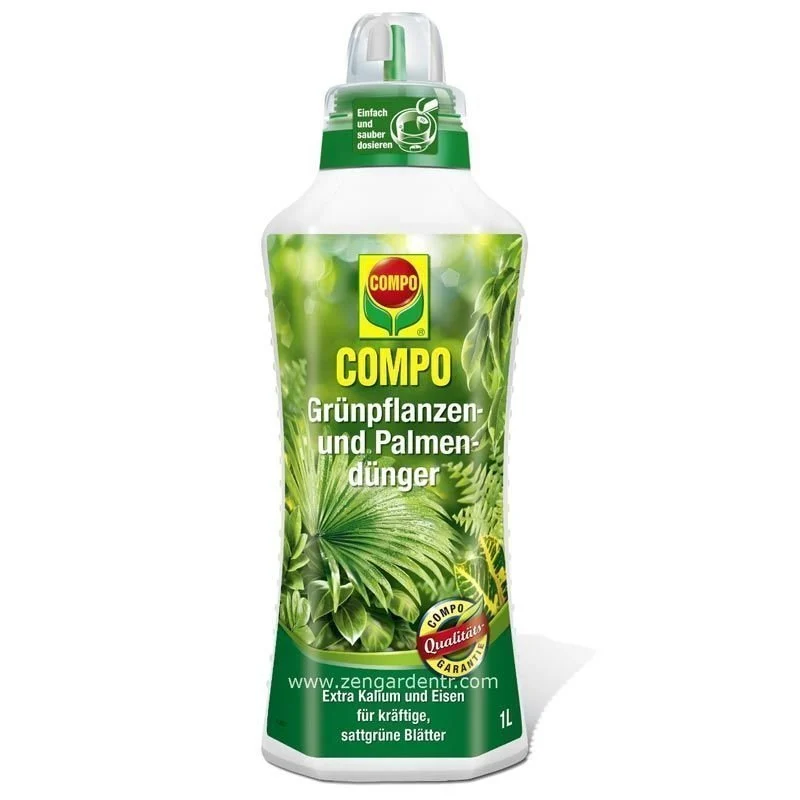 Einfach
und
sauber
dosieren
COMPO
®
COMPO
Grünpflanzen-
und Palmen-
dünger
COMPO
Qualitäts-
GARANTIE
www.zengardentr.com
Extra Kalium und Eisen
für kräftige,
sattgrüne Blätter
1L